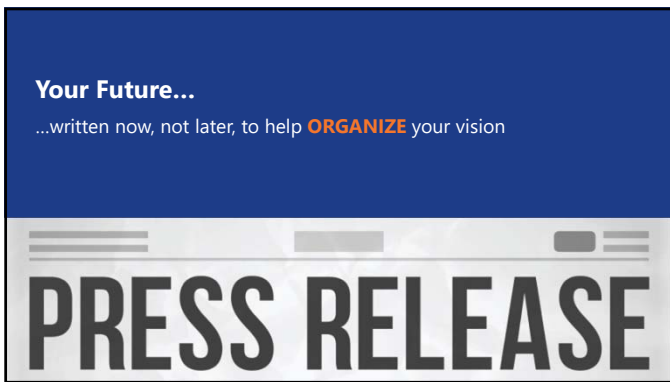 Your Future…
…written now, not later, to help ORGANIZE your vision
PRESS RELEASE